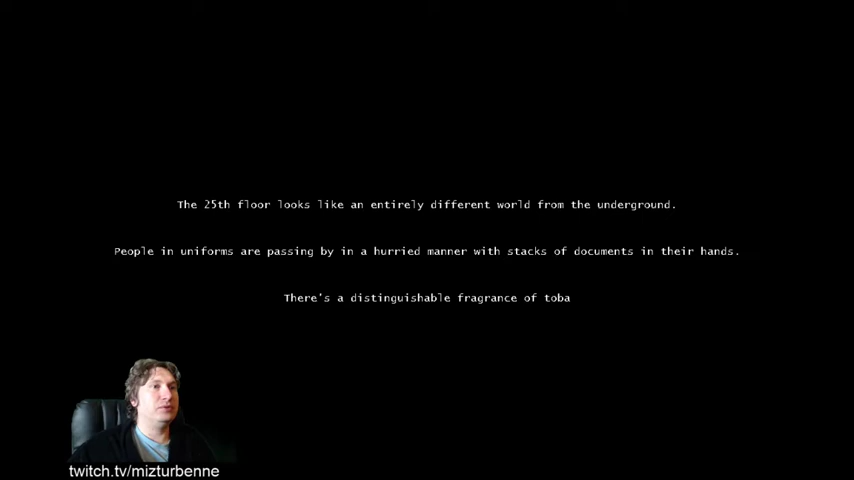 The 25th floor looks like an entirely different world from the underground.
People in uniforms are passing by in a hurried manner with stacks of documents in their hands.
There's a distinguishable fragrance of toba
twitch.tv/mizturbenne